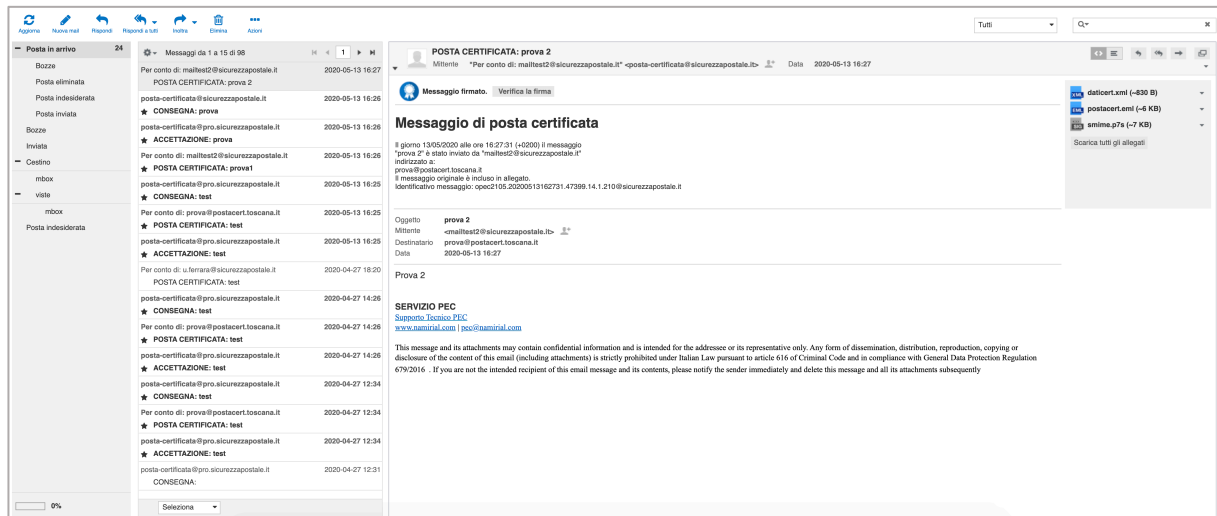 Aggiorna Nuova mail Rispondi Rispondi a tutti Inoltra Elimina Azioni
Tutti
Posta in arrivo 24
Bozze
Posta eliminata
Posta indesiderata
Posta inviata
Bozze
Inviata
Cestino
mbox
viste
mbox
Posta indesiderata
0%
Messaggi da 1 a 15 di 98 1
Per conto di: mailtest2@sicurezzapostale.it 2020-05-13 16:27
POSTA CERTIFICATA: prova 2
posta-certificata@sicurezzapostale.it 2020-05-13 16:26
CONSEGNA: prova
posta-certificata@pro.sicurezzapostale.it 2020-05-13 16:26
ACCETTAZIONE: prova
Per conto di: mailtest2@sicurezzapostale.it 2020-05-13 16:26
POSTA CERTIFICATA: prova1
posta-certificata@pro.sicurezzapostale.it 2020-05-13 16:25
CONSEGNA: test
Per conto di: prova@postacert.toscana.it 2020-05-13 16:25
POSTA CERTIFICATA: test
posta-certificata@pro.sicurezzapostale.it 2020-05-13 16:25
ACCETTAZIONE: test
Per conto di: u.ferrara@sicurezzapostale.it 2020-04-27 18:20
POSTA CERTIFICATA: test
posta-certificata@pro.sicurezzapostale.it 2020-04-27 14:26
CONSEGNA: test
Per conto di: prova@postacert.toscana.it 2020-04-27 14:26
POSTA CERTIFICATA: test
posta-certificata@pro.sicurezzapostale.it 2020-04-27 14:26
ACCETTAZIONE: test
posta-certificata@pro.sicurezzapostale.it 2020-04-27 12:34
CONSEGNA: test
Per conto di: prova@postacert.toscana.it 2020-04-27 12:34
POSTA CERTIFICATA: test
posta-certificata@pro.sicurezzapostale.it 2020-04-27 12:34
ACCETTAZIONE: test
posta-certificata@pro.sicurezzapostale.it 2020-04-27 12:31
CONSEGNA:
Seleziona
POSTA CERTIFICATA: prova 2
Mittente "Per conto di: mailtest2@sicurezzapostale.it" <posta-certificata@sicurezzapostale.it> Data 2020-05-13 16:27
Messaggio firmato. Verifica la firma
Messaggio di posta certificata
Il giorno 13/05/2020 alle ore 16:27:31 (+0200) il messaggio
"prova 2" è stato inviato da "mailtest2@sicurezzapostale.it"
indirizzato a:
prova@postacert.toscana.it
Il messaggio originale è incluso in allegato.
Identificativo messaggio: opec2105.20200513162731.47399.14.1.210@sicurezzapostale.it
Oggetto prova 2
Mittente <mailtest2@sicurezzapostale.it>
Destinatario prova@postacert.toscana.it
Data 2020-05-13 16:27
Prova 2
SERVIZIO PEC
Supporto Tecnico PEC
www.namirial.com | pec@namirial.com
This message and its attachments may contain confidential information and is intended for the addressee or its representative only. Any form of dissemination, distribution, reproduction, copying or
disclosure of the content of this email (including attachments) is strictly prohibited under Italian Law pursuant to article 616 of Criminal Code and in compliance with General Data Protection Regulation
679/2016 . If you are not the intended recipient of this email message and its contents, please notify the sender immediately and delete this message and all its attachments subsequently
XML daticert.xml (~830 B)
EML postacert.eml (~6 KB)
SIG smime.p7s (~7 KB)
Scarica tutti gli allegati